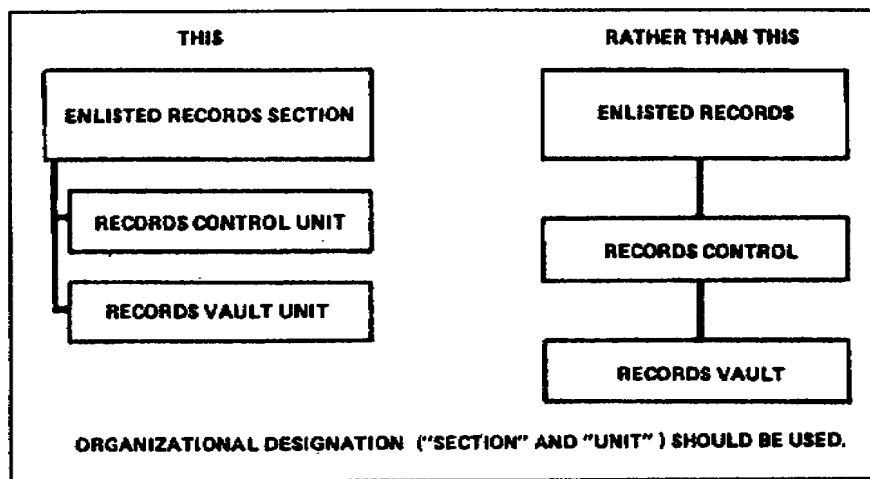 THIS
ENLISTED RECORDS SECTION
RECORDS CONTROL UNIT
RECORDS VAULT UNIT
RATHER THAN THIS
ENLISTED RECORDS
RECORDS CONTROL
RECORDS VAULT
ORGANIZATIONAL DESIGNATION ("SECTION" AND "UNIT" ) SHOULD BE USED.